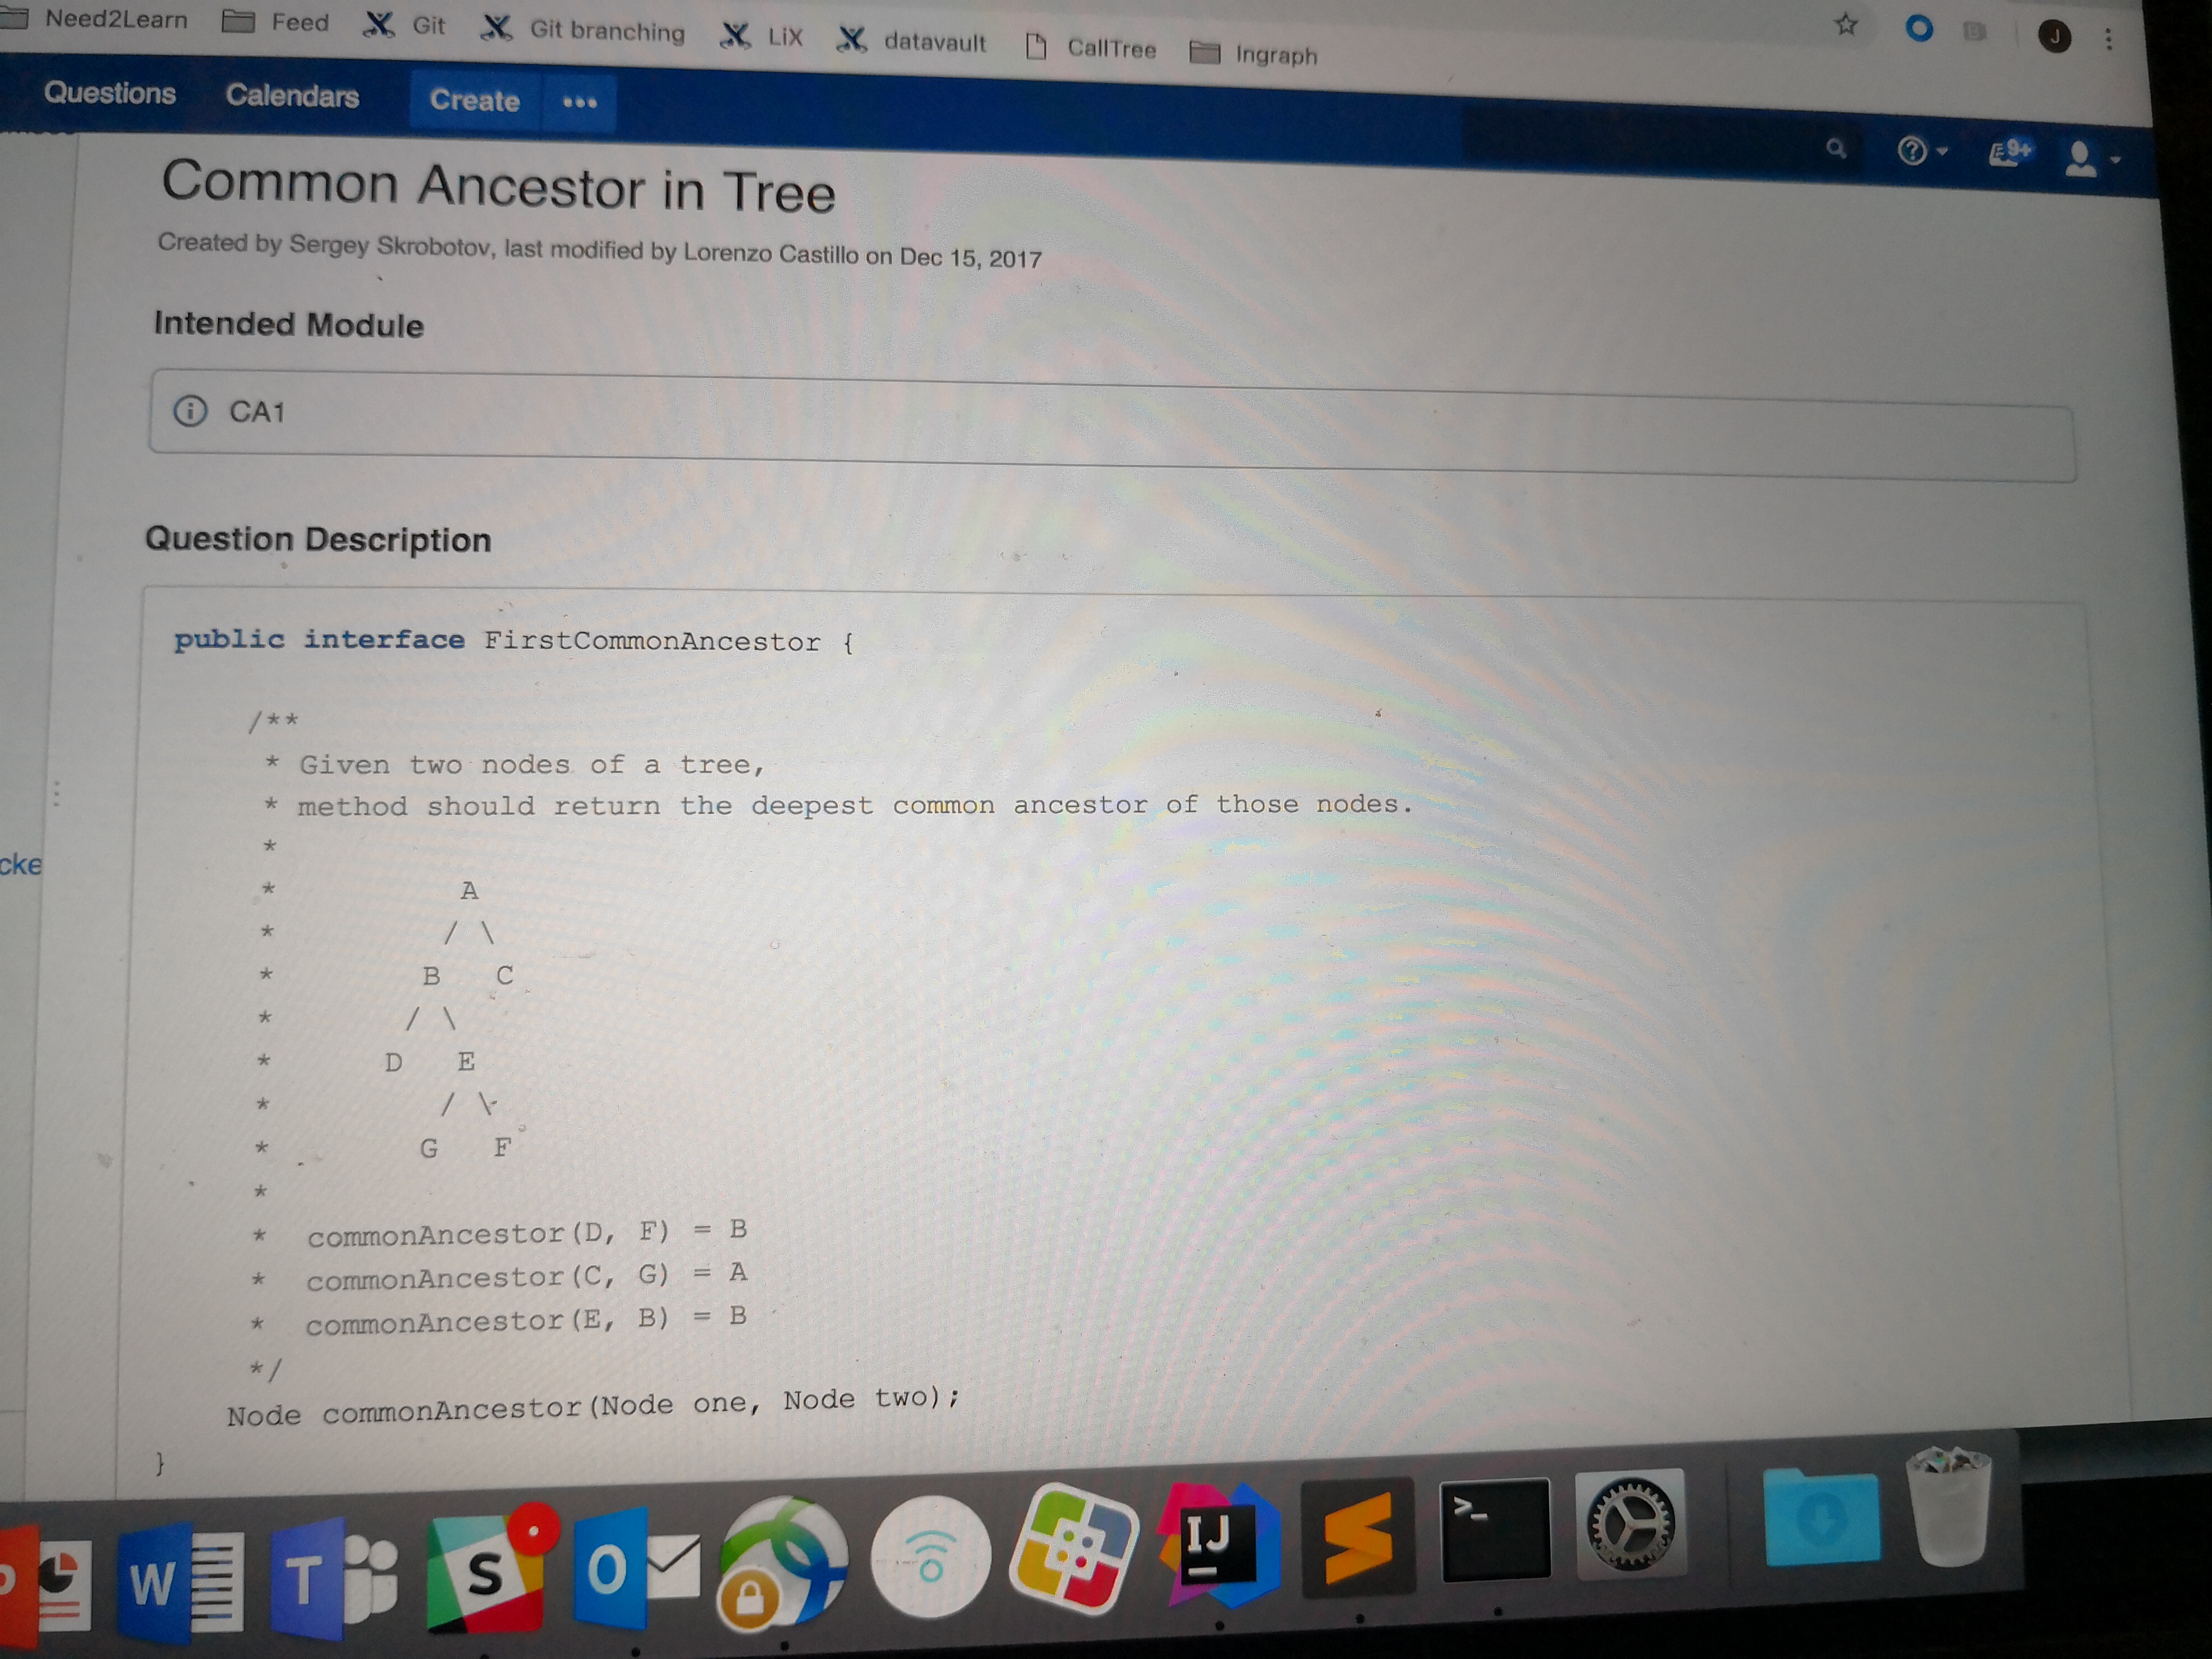 Need2Learn Feed Git Git branching LiX datavault CallTree Ingraph J
Questions Calendars Create ••• ? 9+
Common Ancestor in Tree
Created by Sergey Skrobotov, last modified by Lorenzo Castillo on Dec 15, 2017
Intended Module
i CA1
Question Description
public interface FirstCommonAncestor {
/**
* Given two nodes of a tree,
* method should return the deepest common ancestor of those nodes.
*
* A
* / \
* B C
* / \
* D E
* / \
* G F
*
* commonAncestor(D, F) = B
* commonAncestor(C, G) = A
* commonAncestor(E, B) = B
*/
Node commonAncestor(Node one, Node two);
}
cke
W T S O IJ >_